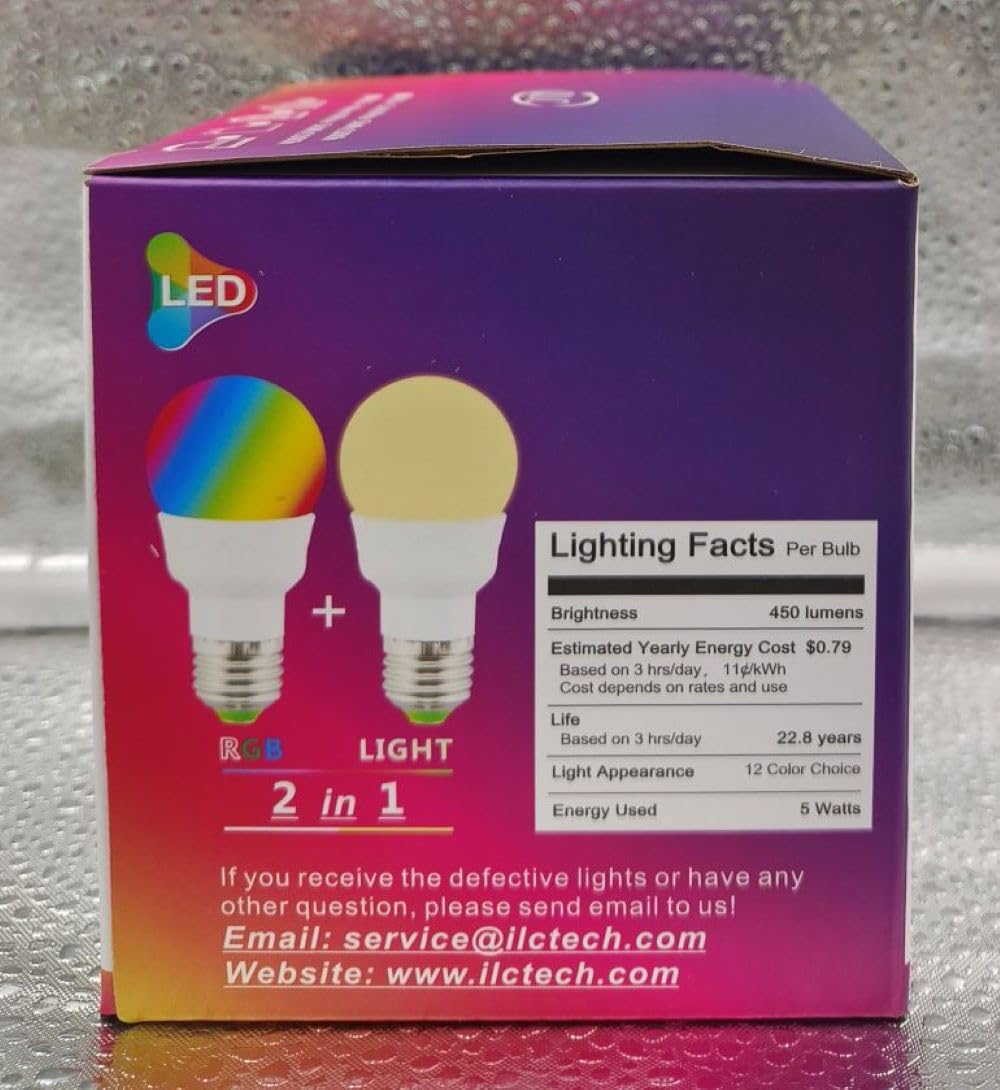 LED
+
RGB LIGHT
2 in 1
Lighting Facts Per Bulb
Brightness 450 lumens
Estimated Yearly Energy Cost $0.79
Based on 3 hrs/day, 11¢/kWh
Cost depends on rates and use
Life
Based on 3 hrs/day 22.8 years
Light Appearance 12 Color Choice
Energy Used 5 Watts
If you receive the defective lights or have any
other question, please send email to us!
Email: service@ilctech.com
Website: www.ilctech.com